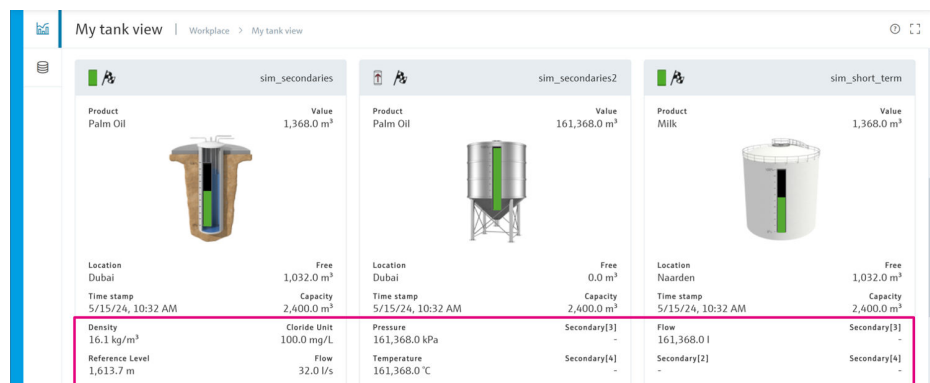 My tank view | Workplace > My tank view
sim_secondaries
Product Value
Palm Oil 1,368.0 m³
Location Free
Dubai 1,032.0 m³
Time stamp Capacity
5/15/24, 10:32 AM 2,400.0 m³
Density Cloride Unit
16.1 kg/m³ 100.0 mg/L
Reference Level Flow
1,613.7 m 32.0 l/s
sim_secondaries2
Product Value
Palm Oil 161,368.0 m³
Location Free
Dubai 0.0 m³
Time stamp Capacity
5/15/24, 10:32 AM 2,400.0 m³
Pressure Secondary[3]
161,368.0 kPa -
Temperature Secondary[4]
161,368.0 °C -
sim_short_term
Product Value
Milk 1,368.0 m³
Location Free
Naarden 1,032.0 m³
Time stamp Capacity
5/15/24, 10:32 AM 2,400.0 m³
Flow Secondary[3]
161,368.0 l -
Secondary[2] Secondary[4]
- -